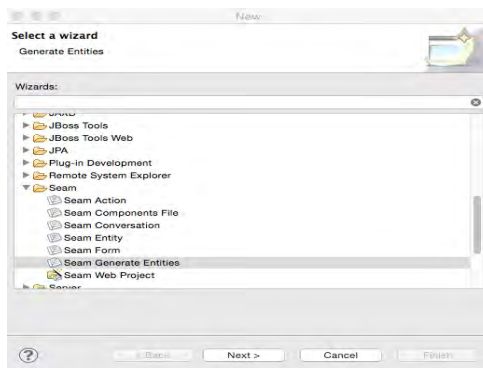 New
Select a wizard
Generate Entities
Wizards:
JAXB
JBoss Tools
JBoss Tools Web
JPA
Plug-in Development
Remote System Explorer
Seam
Seam Action
Seam Components File
Seam Conversation
Seam Entity
Seam Form
Seam Generate Entities
Seam Web Project
Server
?
< Back
Next >
Cancel
Finish